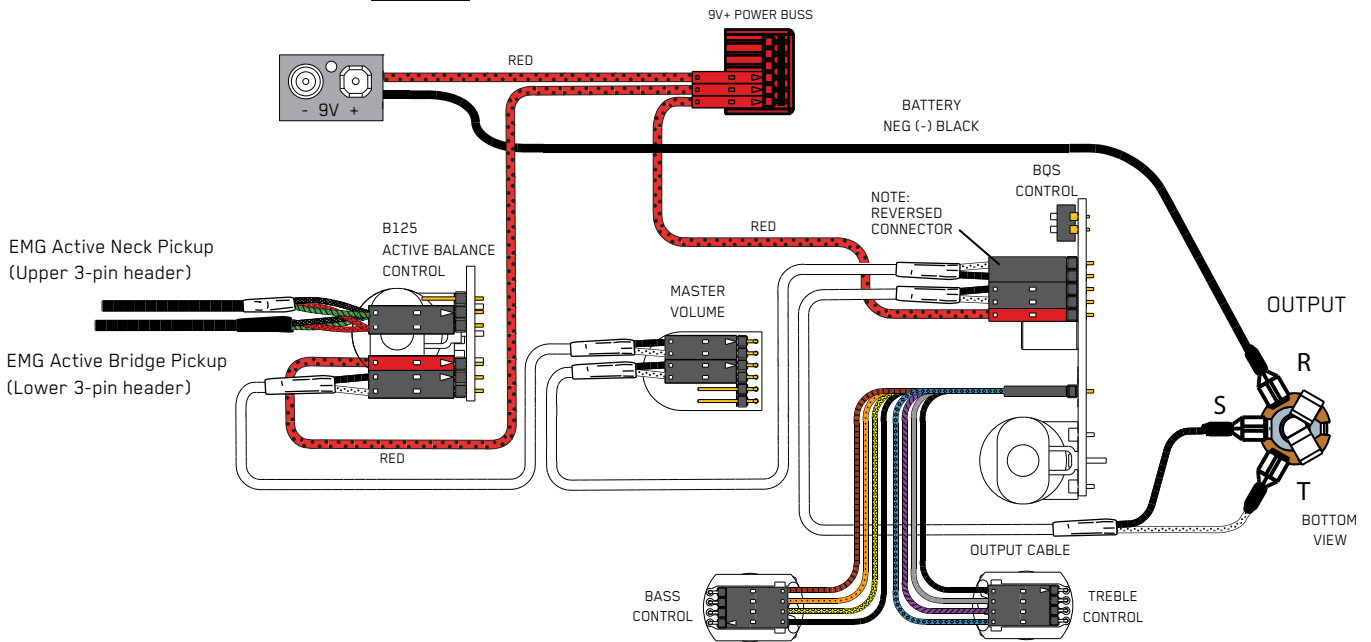 9V+ POWER BUSS
RED
- 9V +
BATTERY
NEG (-) BLACK
BQS
CONTROL
NOTE:
REVERSED
CONNECTOR
B125
ACTIVE BALANCE
CONTROL
EMG Active Neck Pickup
(Upper 3-pin header)
RED
EMG Active Bridge Pickup
(Lower 3-pin header)
MASTER
VOLUME
OUTPUT
R
S
T
RED
BOTTOM
VIEW
OUTPUT CABLE
BASS
CONTROL
TREBLE
CONTROL